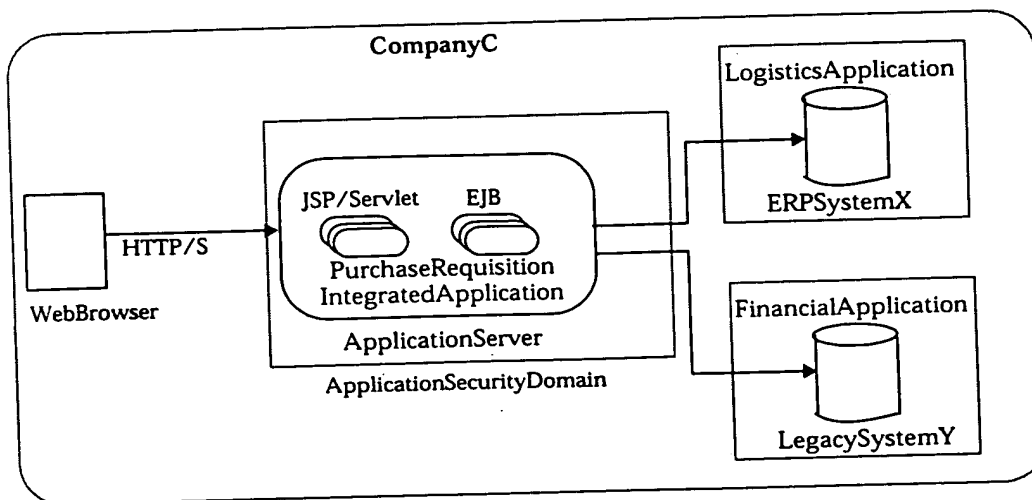 CompanyC
LogisticsApplication
ERPSystemX
JSP/Servlet
EJB
PurchaseRequisition
IntegratedApplication
HTTP/S
WebBrowser
ApplicationServer
ApplicationSecurityDomain
FinancialApplication
LegacySystemY